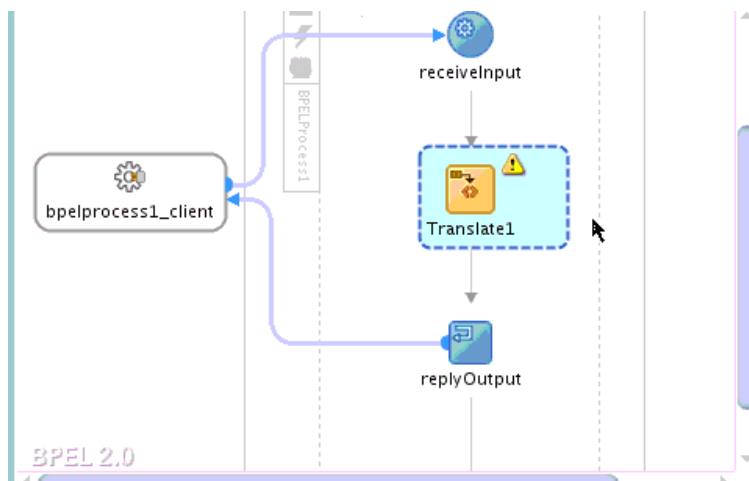 receiveInput
BPELProcess1
bpelprocess1_client
Translate1
replyOutput
BPEL 2.0